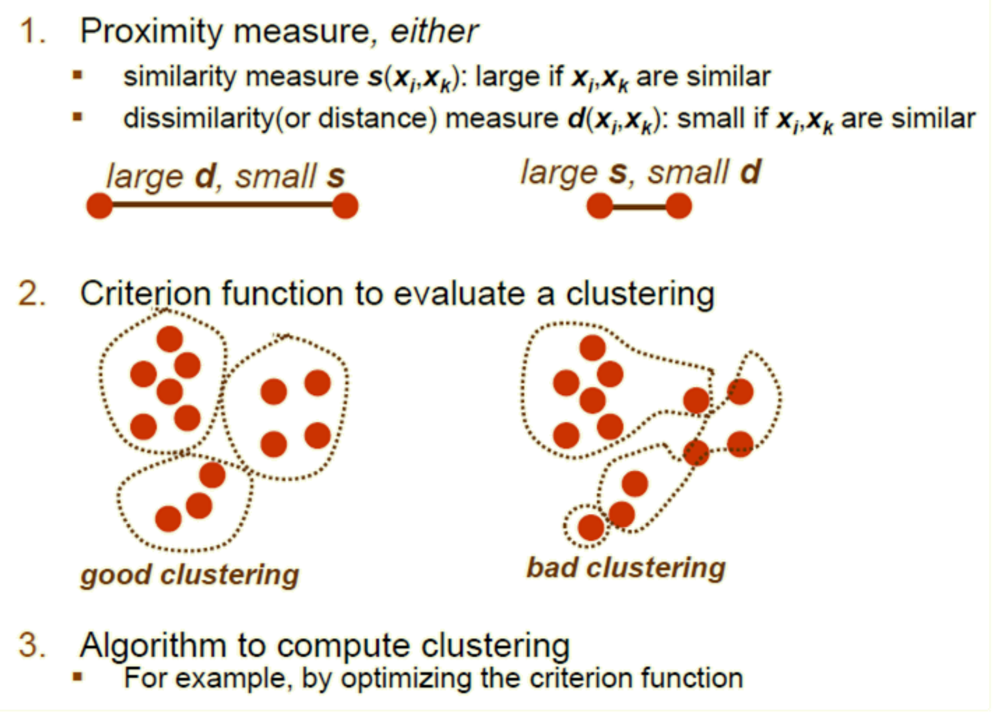 1. Proximity measure, either
▪ similarity measure s(xi,xk): large if xi,xk are similar
▪ dissimilarity(or distance) measure d(xi,xk): small if xi,xk are similar
large d, small s
large s, small d
2. Criterion function to evaluate a clustering
good clustering
bad clustering
3. Algorithm to compute clustering
▪ For example, by optimizing the criterion function